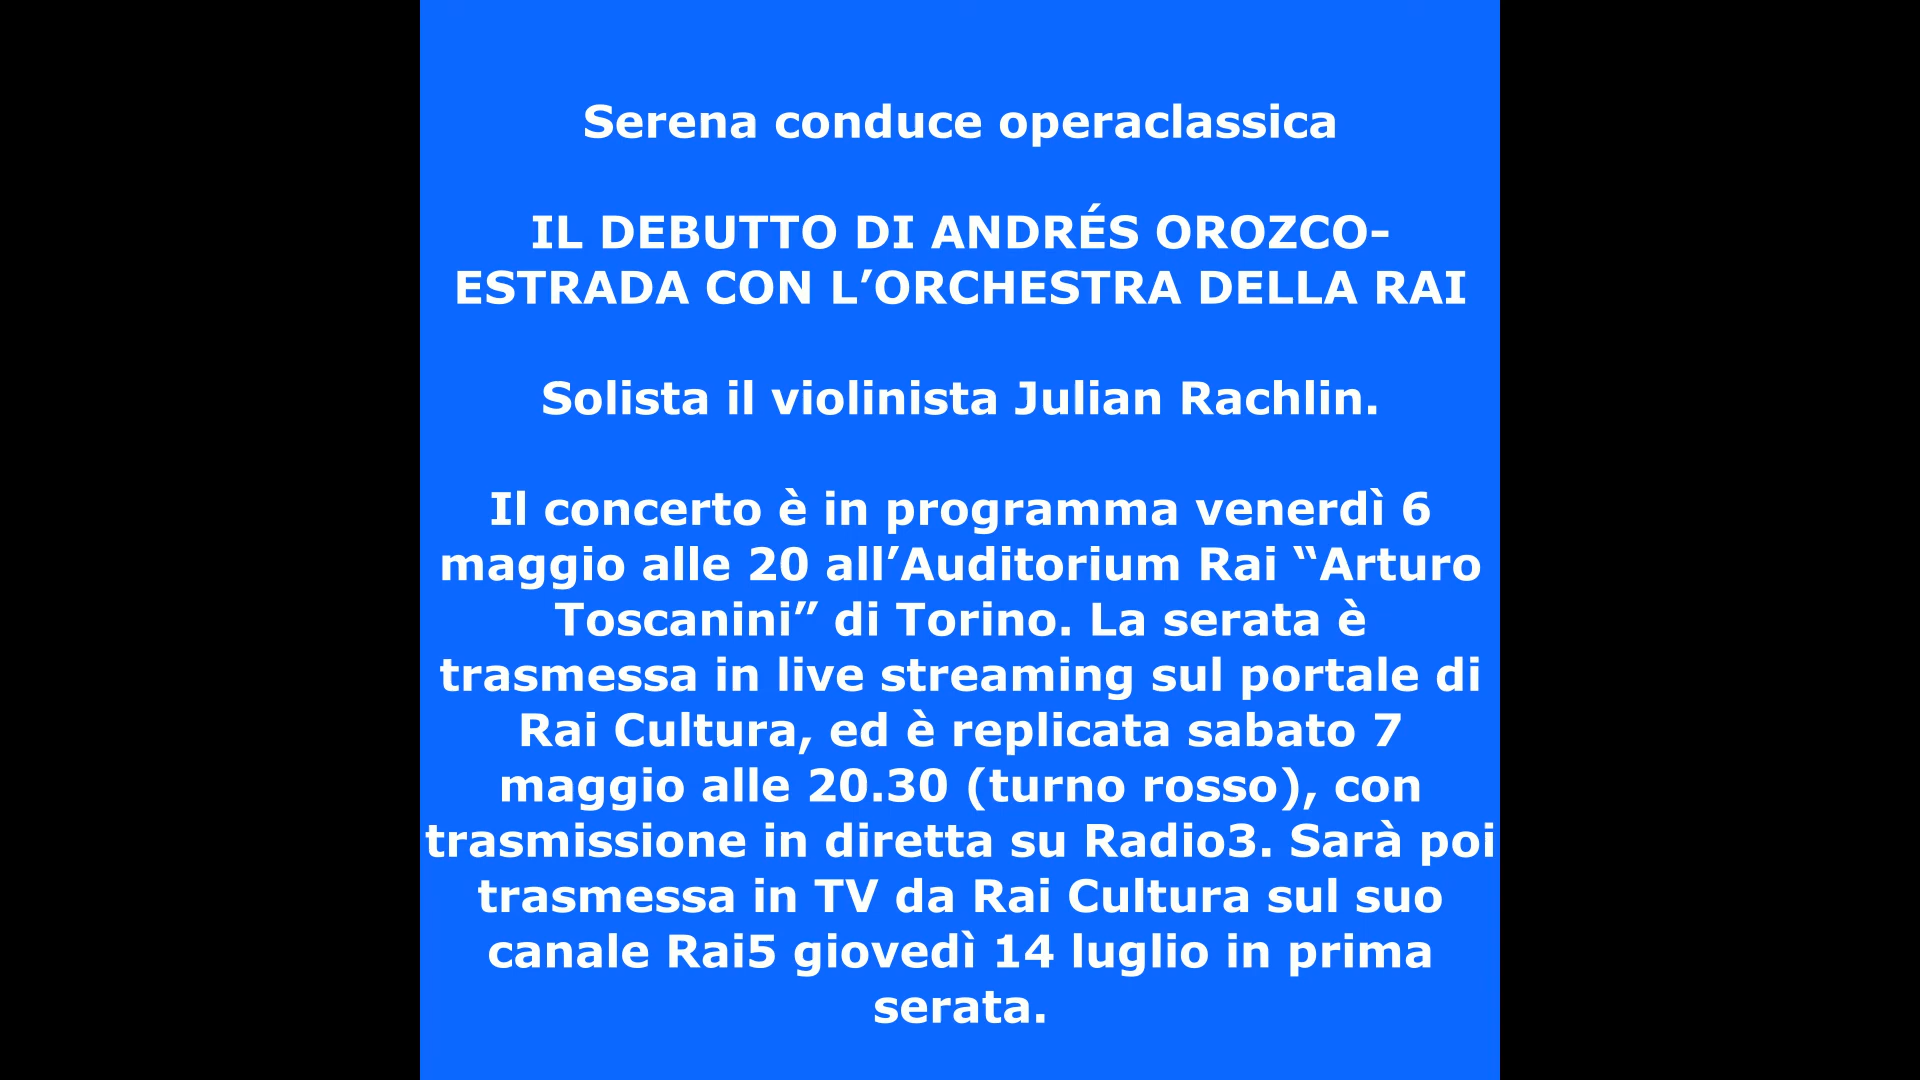 Serena conduce operaclassica
IL DEBUTTO DI ANDRÉS OROZCO-
ESTRADA CON L’ORCHESTRA DELLA RAI
Solista il violinista Julian Rachlin.
Il concerto è in programma venerdì 6
maggio alle 20 all’Auditorium Rai “Arturo
Toscanini” di Torino. La serata è
trasmessa in live streaming sul portale di
Rai Cultura, ed è replicata sabato 7
maggio alle 20.30 (turno rosso), con
trasmissione in diretta su Radio3. Sarà poi
trasmessa in TV da Rai Cultura sul suo
canale Rai5 giovedì 14 luglio in prima
serata.